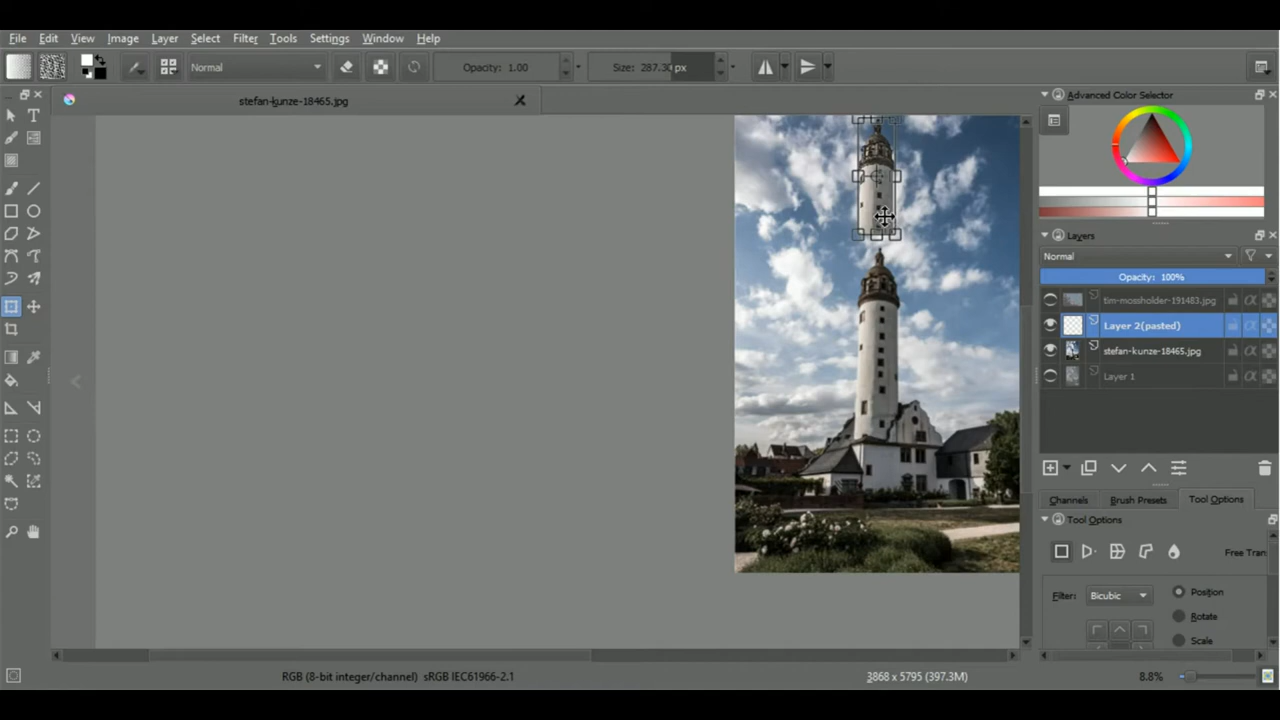 File Edit View Image Layer Select Filter Tools Settings Window Help
Normal Opacity: 1.00 Size: 287.30 px
stefan-kunze-18465.jpg
Advanced Color Selector
Layers
Normal
Opacity: 100%
tim-mossholder-191483.jpg
Layer 2(pasted)
stefan-kunze-18465.jpg
Layer 1
Channels Brush Presets Tool Options
Tool Options
Free Tran
Filter: Bicubic Position
Rotate
Scale
RGB (8-bit integer/channel) sRGB IEC61966-2.1 3868 x 5795 (397.3M) 8.8%